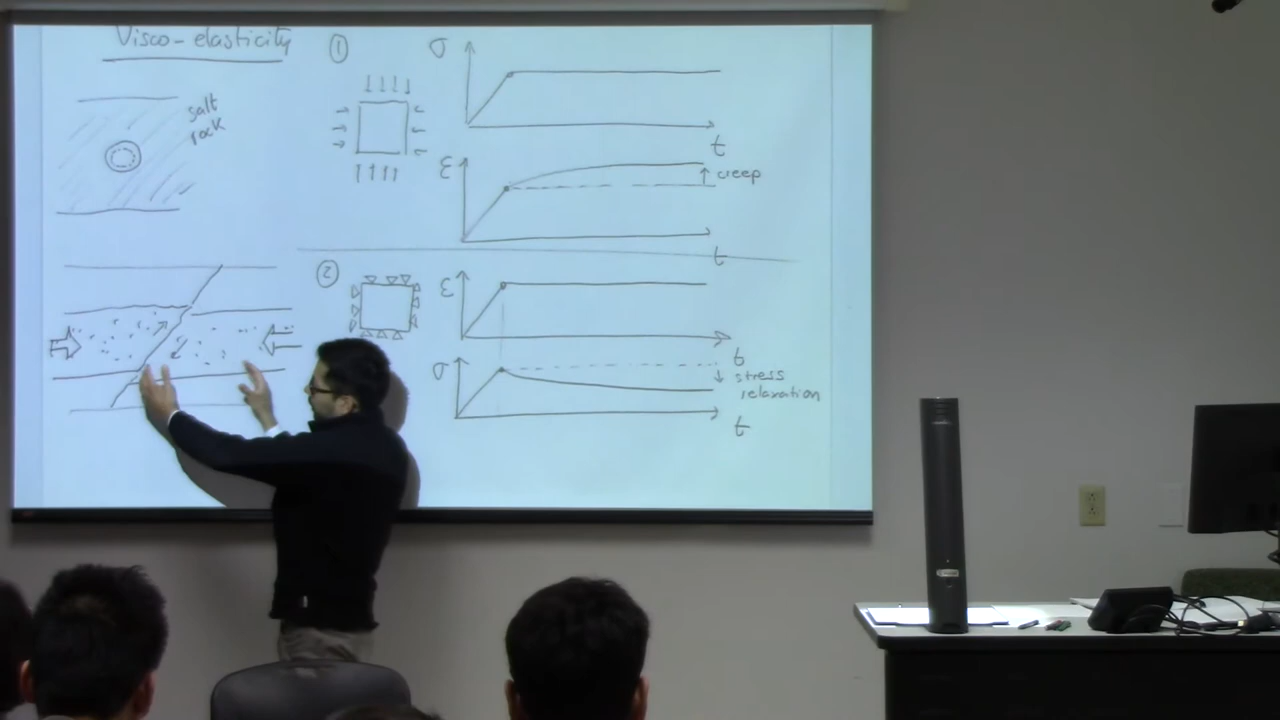 Visco-elasticity
salt
rock
①
σ
t
ε
creep
t
②
ε
t
σ
stress
relaxation
t